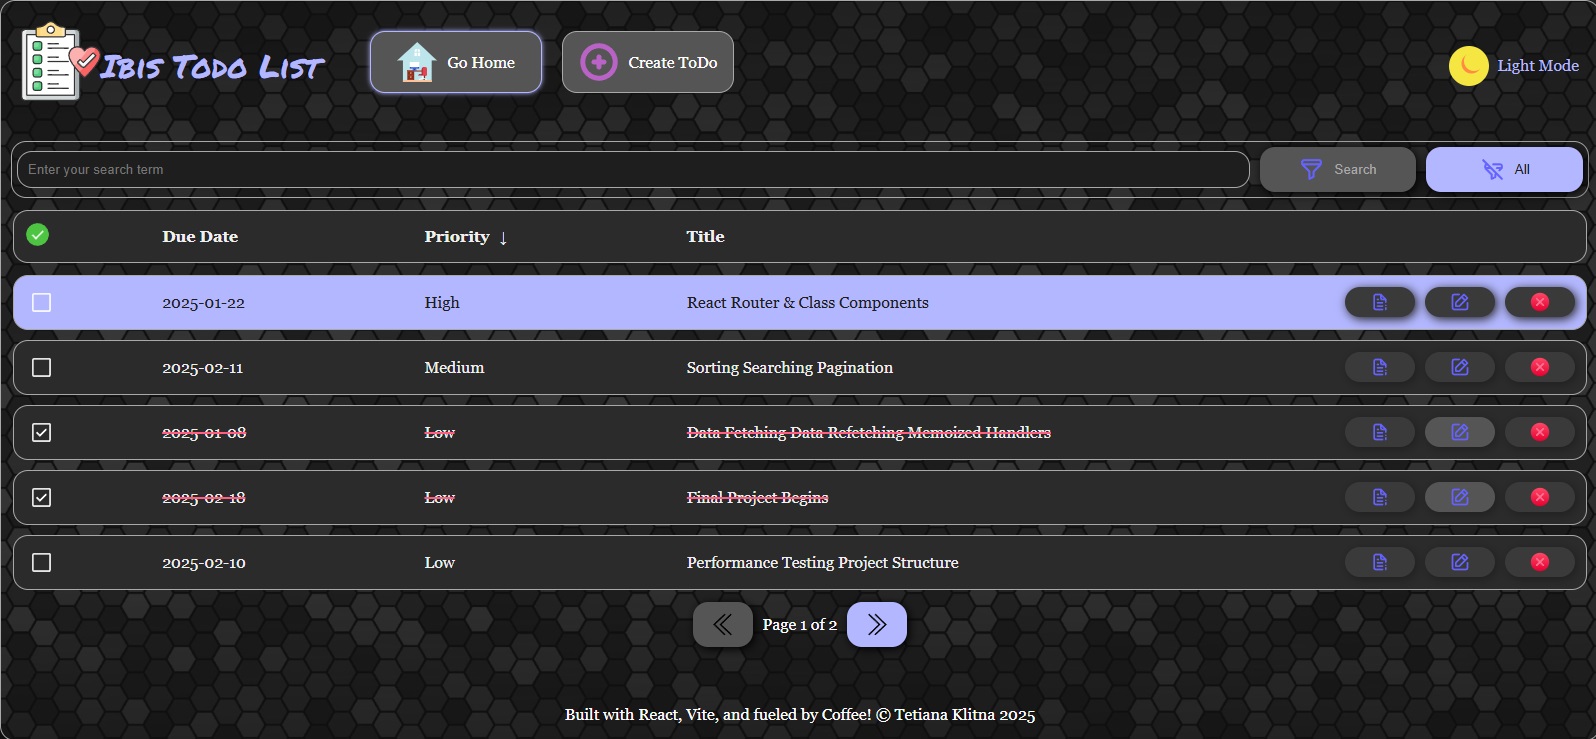 Ibis Todo List
Go Home
Create ToDo
Light Mode
Enter your search term
Search
All
Due Date Priority ↓ Title
2025-01-22 High React Router & Class Components
2025-02-11 Medium Sorting Searching Pagination
2025-01-08 Low Data Fetching Data Refetching Memoized Handlers
2025-02-18 Low Final Project Begins
2025-02-10 Low Performance Testing Project Structure
Page 1 of 2
Built with React, Vite, and fueled by Coffee! © Tetiana Klitna 2025